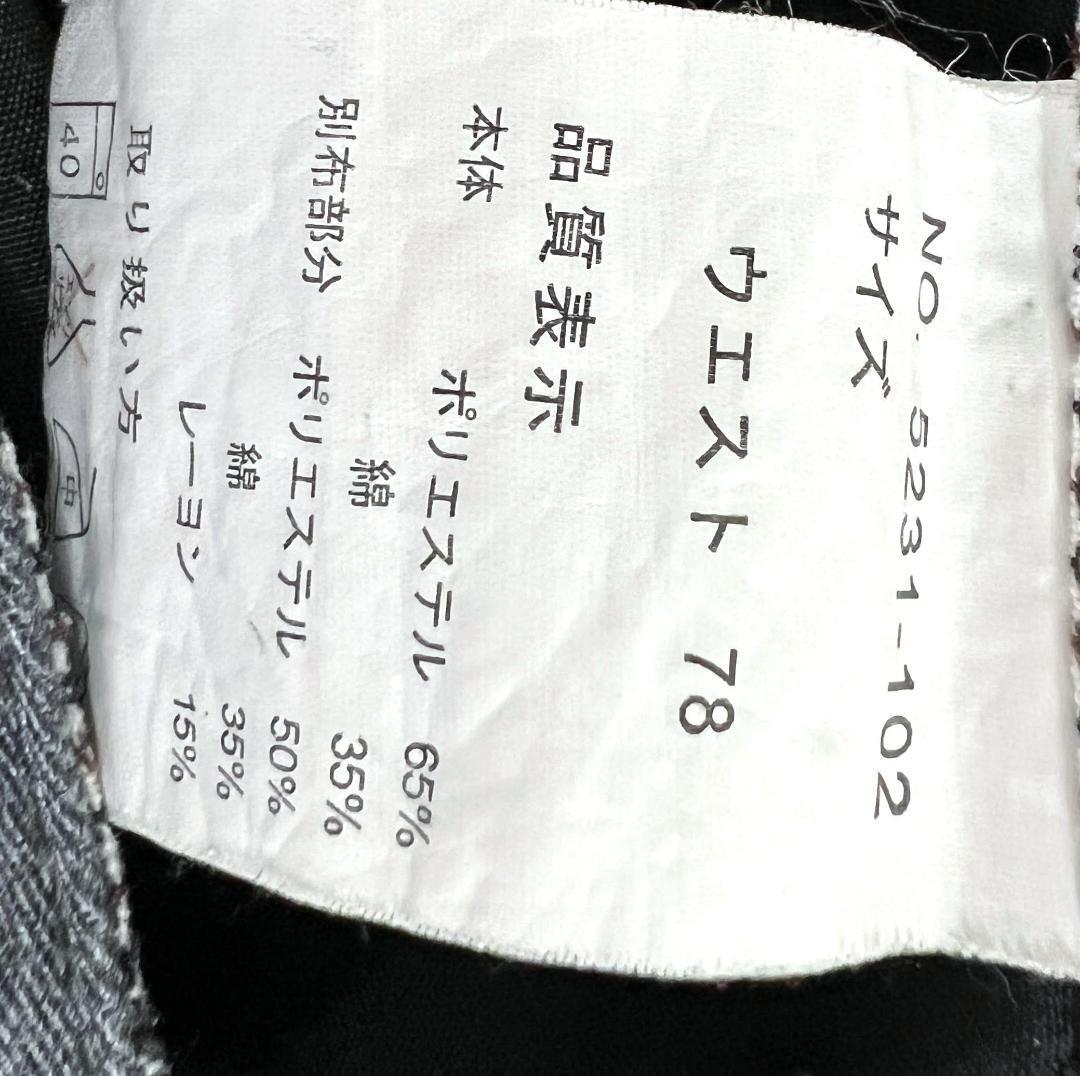 NO. 5231-102
サイズ
ウエスト 78
品質表示
本体
ポリエステル 65%
綿 35%
別布部分
ポリエステル 50%
綿 35%
レーヨン 15%
取り扱い方
40 中